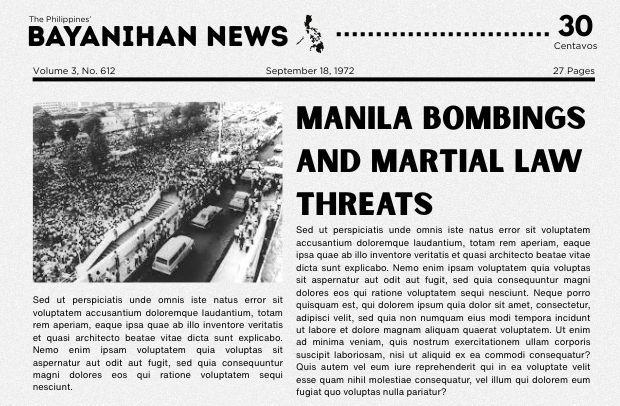 The Philippines'
BAYANIHAN NEWS
30
Centavos
Volume 3, No. 612
September 18, 1972
27 Pages
MANILA BOMBINGS
AND MARTIAL LAW
THREATS
Sed ut perspiciatis unde omnis iste natus error sit voluptatem
accusantium doloremque laudantium, totam rem aperiam, eaque
ipsa quae ab illo inventore veritatis et quasi architecto beatae vitae
dicta sunt explicabo. Nemo enim ipsam voluptatem quia voluptas
sit aspernatur aut odit aut fugit, sed quia consequuntur magni
dolores eos qui ratione voluptatem sequi nesciunt. Neque porro
quisquam est, qui dolorem ipsum quia dolor sit amet, consectetur,
adipisci velit, sed quia non numquam eius modi tempora incidunt
ut labore et dolore magnam aliquam quaerat voluptatem. Ut enim
ad minima veniam, quis nostrum exercitationem ullam corporis
suscipit laboriosam, nisi ut aliquid ex ea commodi consequatur?
Quis autem vel eum iure reprehenderit qui in ea voluptate velit
esse quam nihil molestiae consequatur, vel illum qui dolorem eum
fugiat quo voluptas nulla pariatur?
Sed ut perspiciatis unde omnis iste natus error sit
voluptatem accusantium doloremque laudantium, totam
rem aperiam, eaque ipsa quae ab illo inventore veritatis
et quasi architecto beatae vitae dicta sunt explicabo.
Nemo enim ipsam voluptatem quia voluptas sit
aspernatur aut odit aut fugit, sed quia consequuntur
magni dolores eos qui ratione voluptatem sequi
nesciunt.